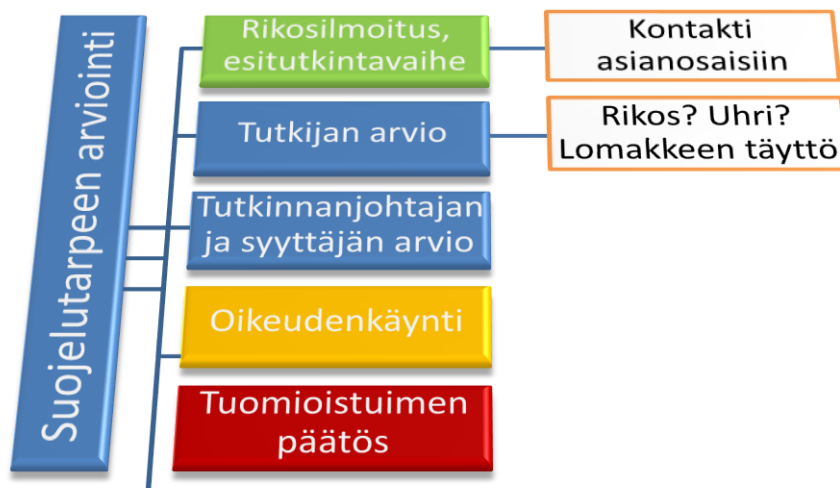 Suojelutarpeen arviointi
Rikosilmoitus,
esitutkintavaihe
Kontakti
asianosaisiin
Tutkijan arvio
Rikos? Uhri?
Lomakkeen täyttö
Tutkinnanjohtajan
ja syyttäjän arvio
Oikeudenkäynti
Tuomioistuimen
päätös